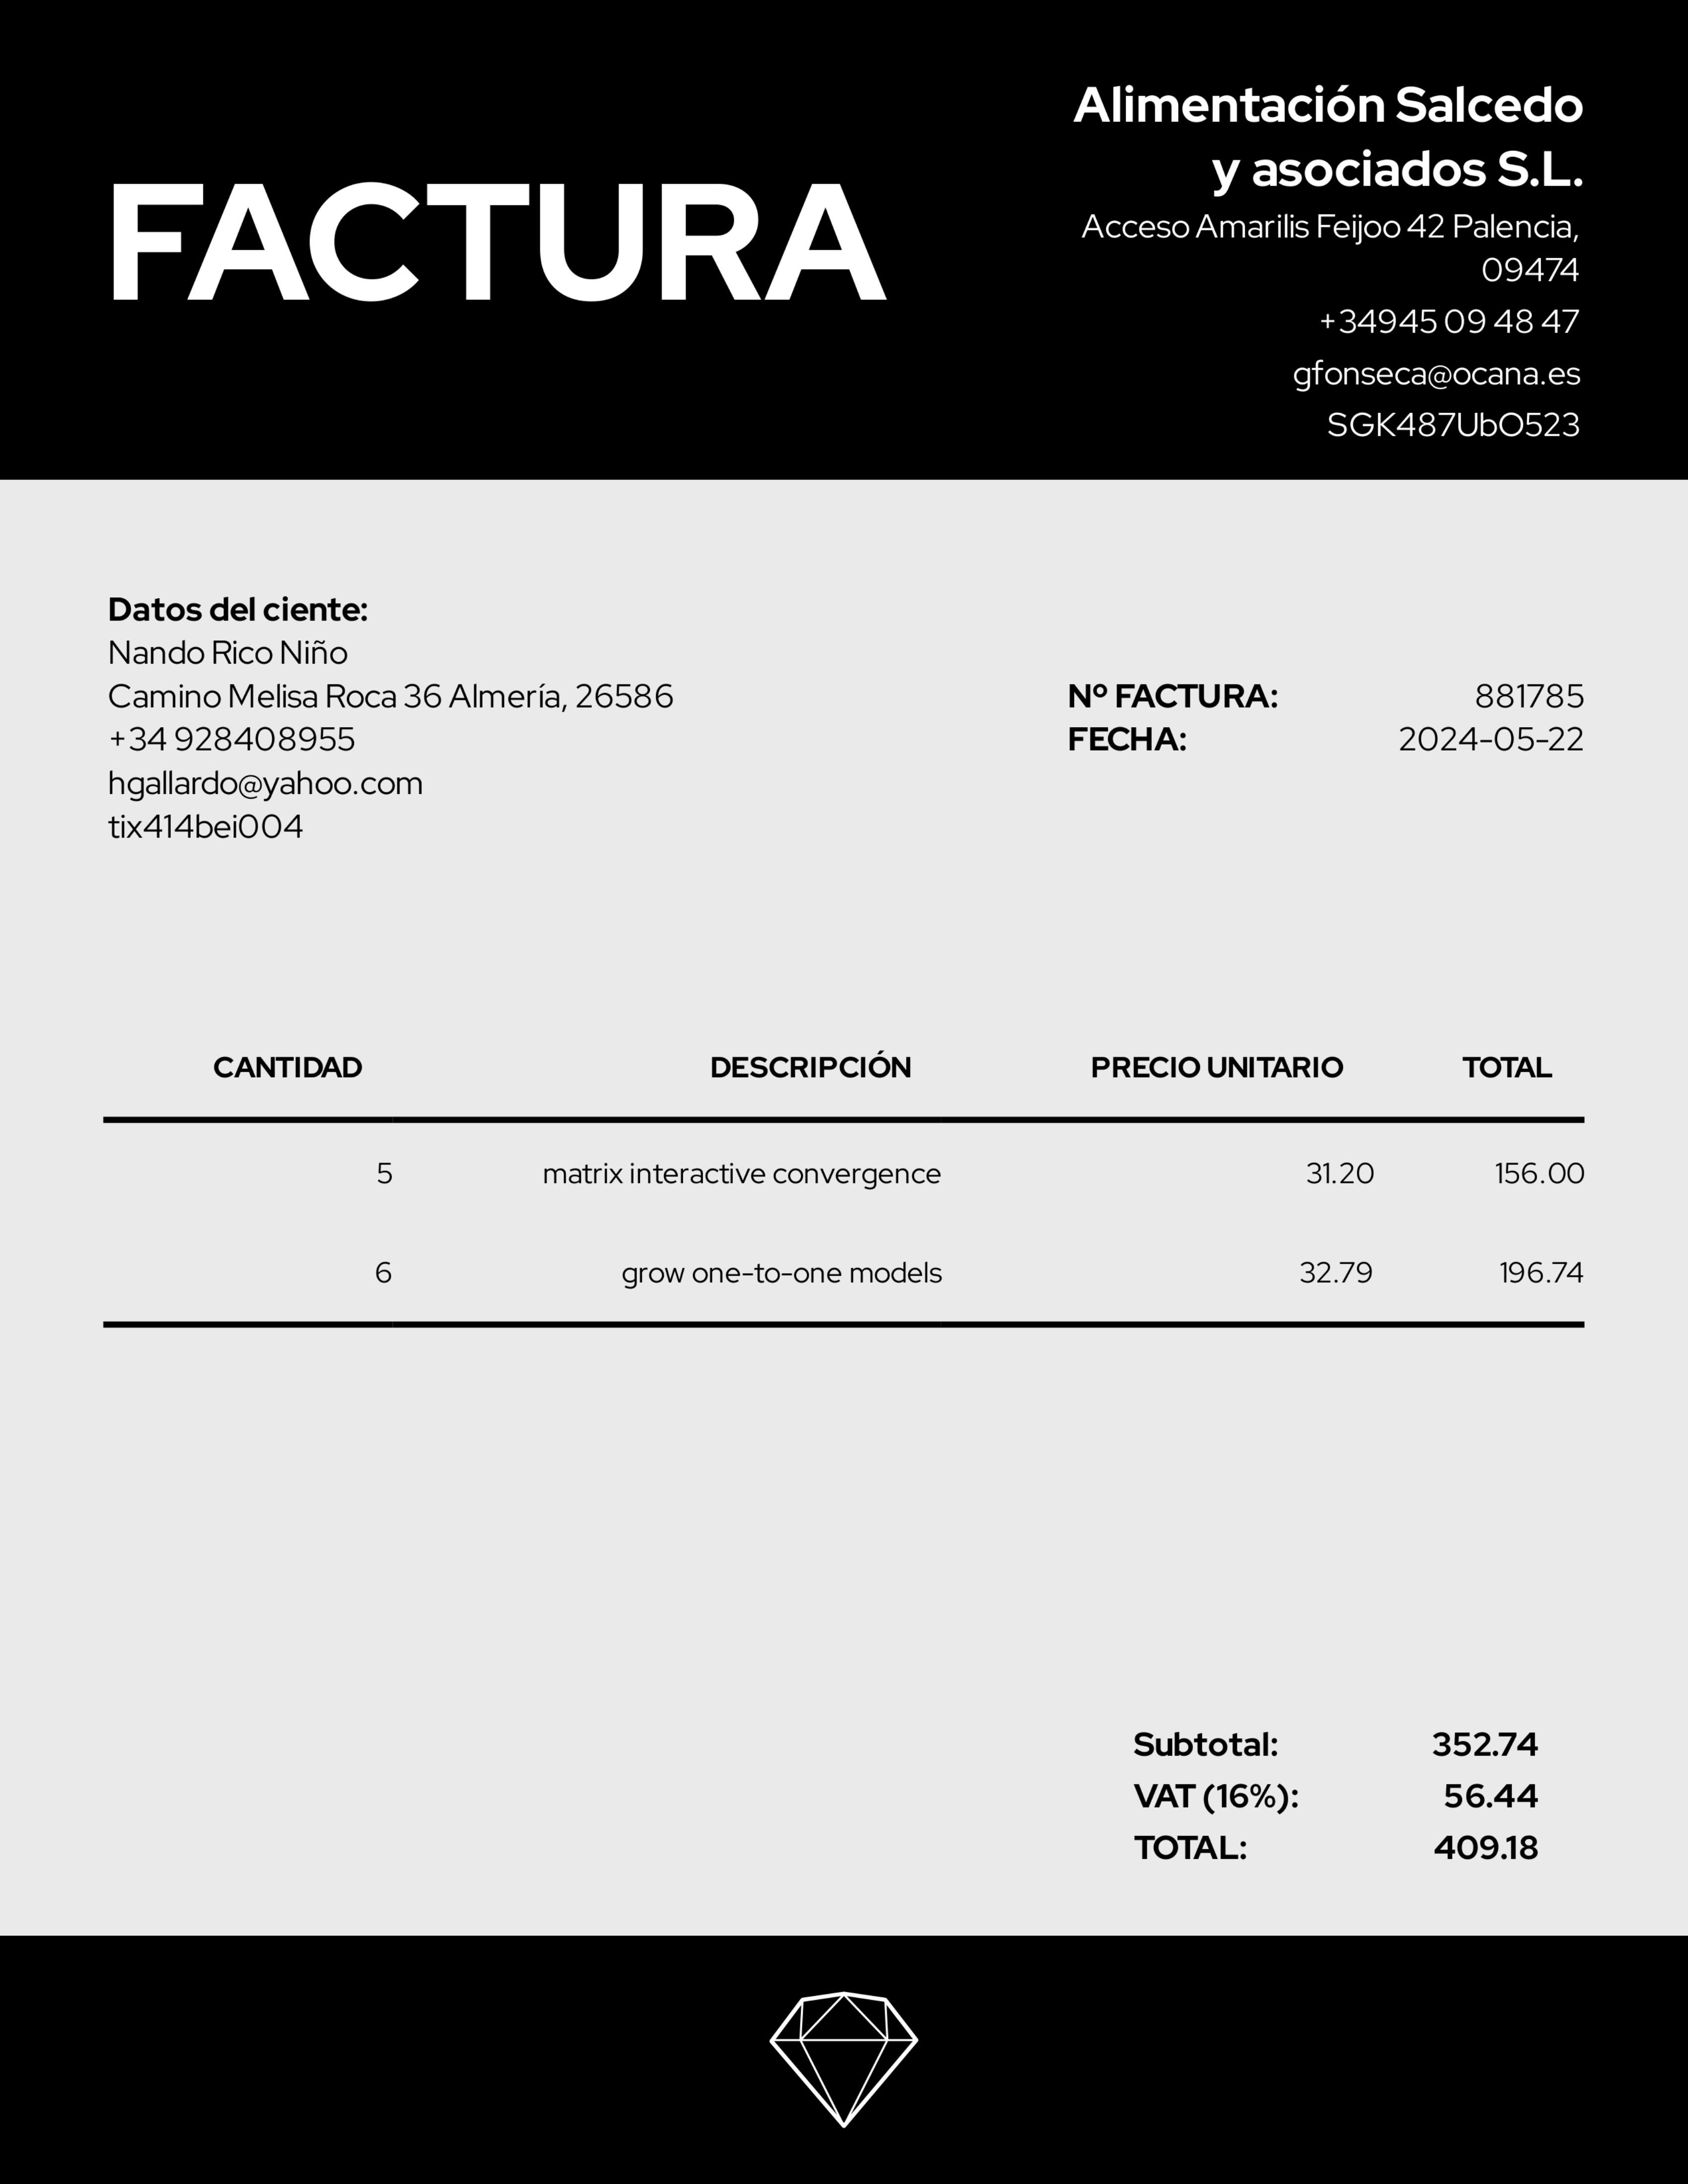 FACTURA
Alimentación Salcedo
y asociados S.L.
Acceso Amarilis Feijoo 42 Palencia,
09474
+34945 09 48 47
gfonseca@ocana.es
SGK487UbO523
Datos del ciente:
Nando Rico Niño
Camino Melisa Roca 36 Almería, 26586
+34 928408955
hgallardo@yahoo.com
tix414bei004
Nº FACTURA: 881785
FECHA: 2024-05-22
CANTIDAD DESCRIPCIÓN PRECIO UNITARIO TOTAL
5 matrix interactive convergence 31.20 156.00
6 grow one-to-one models 32.79 196.74
Subtotal: 352.74
VAT (16%): 56.44
TOTAL: 409.18